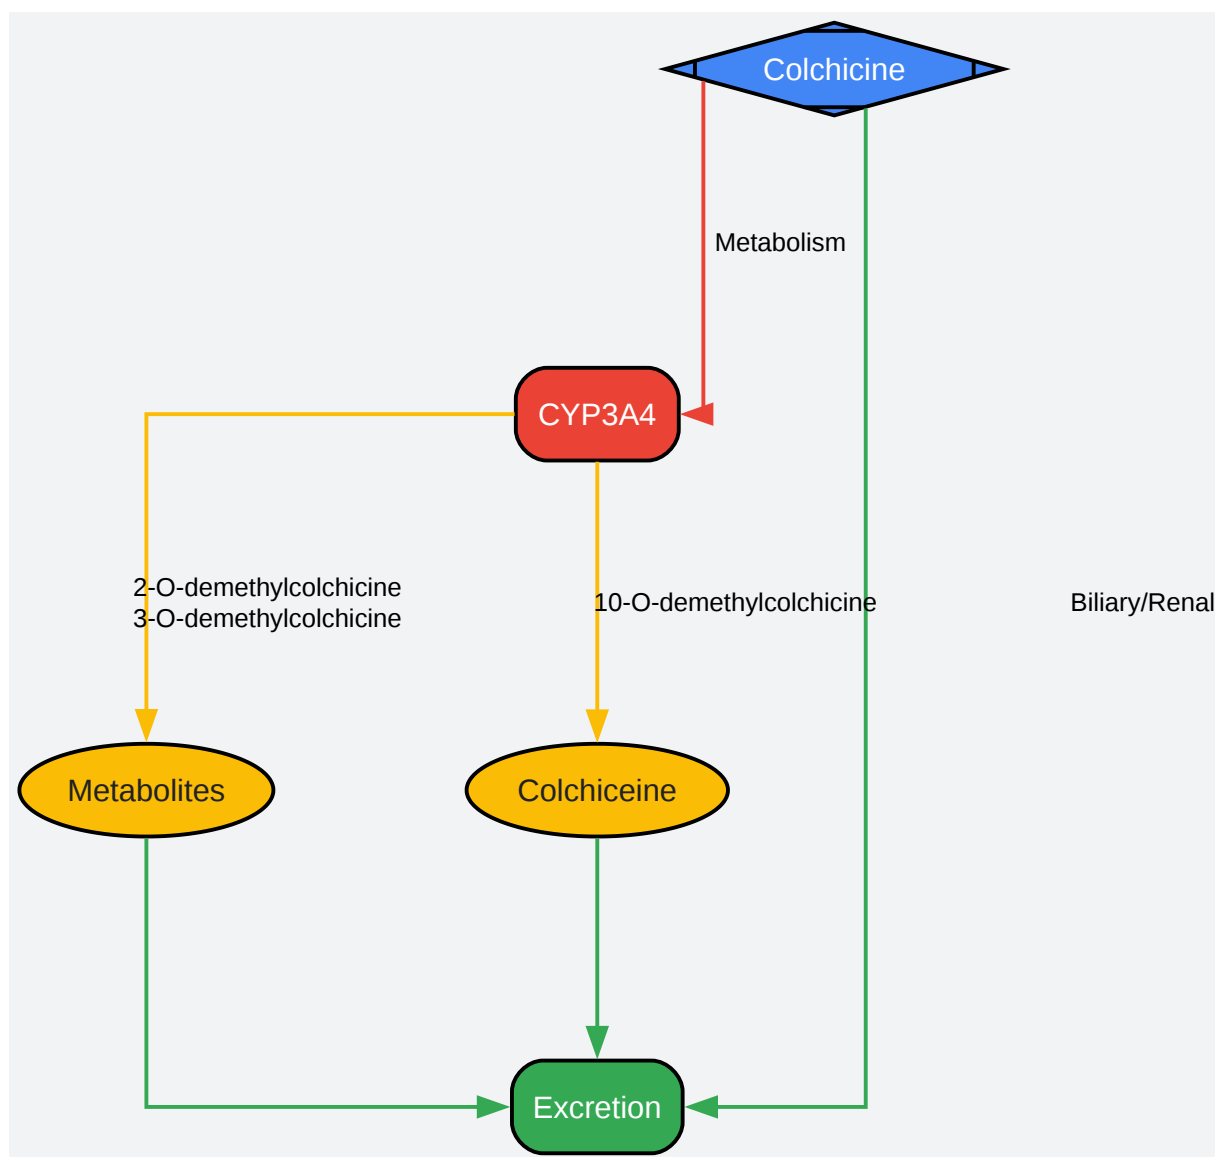 Colchicine
Metabolism
CYP3A4
2-O-demethylcolchicine
3-O-demethylcolchicine
10-O-demethylcolchicine
Biliary/Renal
Metabolites
Colchiceine
Excretion